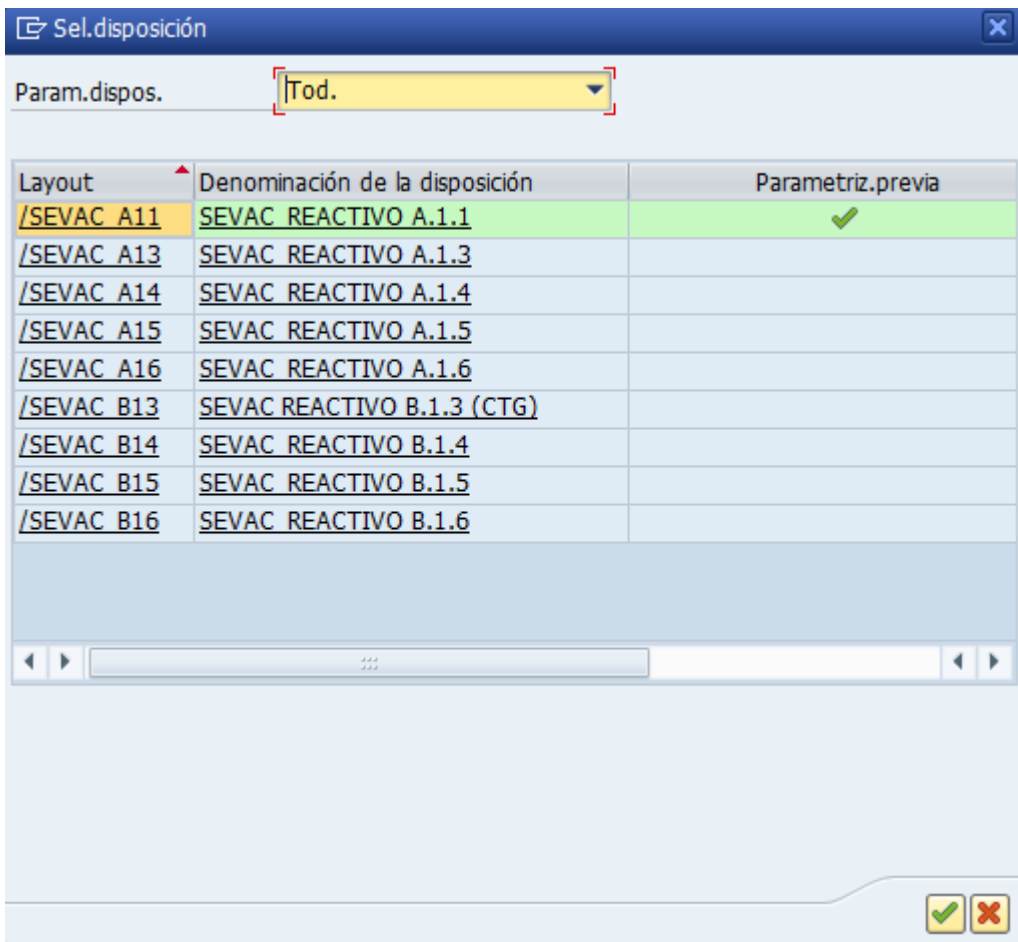 Sel.disposición
Param.dispos. Tod.
Layout Denominación de la disposición Parametriz.previa
/SEVAC_A11 SEVAC_REACTIVO A.1.1
/SEVAC_A13 SEVAC_REACTIVO A.1.3
/SEVAC_A14 SEVAC_REACTIVO A.1.4
/SEVAC_A15 SEVAC_REACTIVO A.1.5
/SEVAC_A16 SEVAC_REACTIVO A.1.6
/SEVAC_B13 SEVAC REACTIVO B.1.3 (CTG)
/SEVAC_B14 SEVAC_REACTIVO B.1.4
/SEVAC_B15 SEVAC_REACTIVO B.1.5
/SEVAC_B16 SEVAC_REACTIVO B.1.6